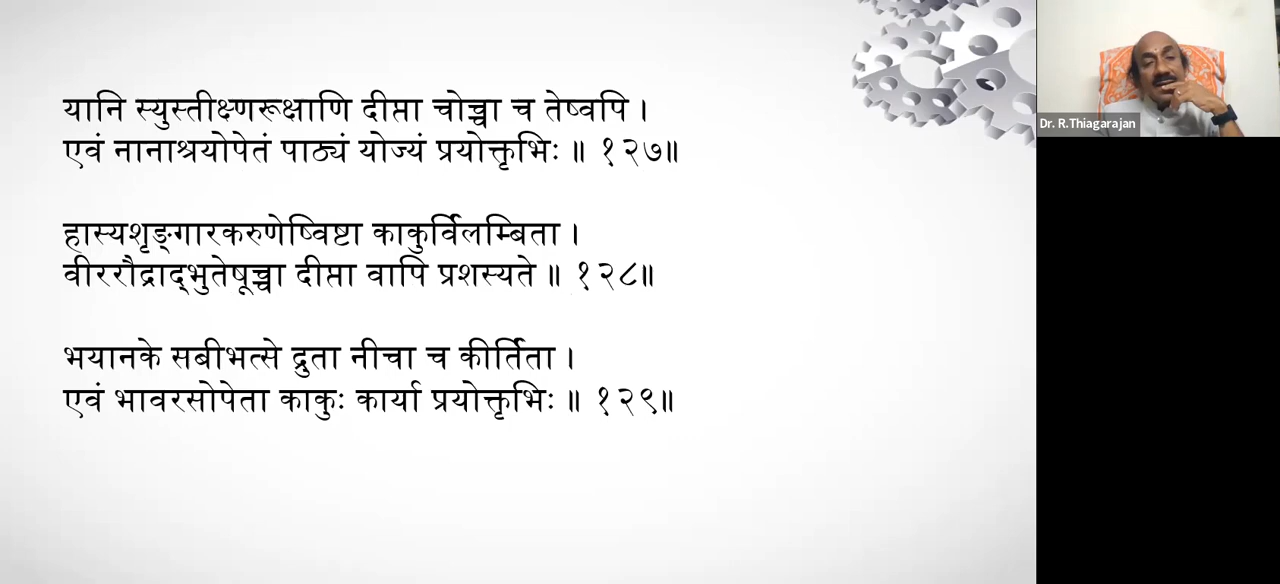 यानि स्युस्तीक्ष्णरूक्षाणि दीप्ता चोच्चा च तेष्वपि ।
एवं नानाश्रयोपेतं पाठ्यं योज्यं प्रयोक्तृभिः ॥ १२७॥
हास्यशृङ्गारकरुणेष्विष्टा काकुर्विलम्बिता ।
वीररौद्राद्भुतेषूच्चा दीप्ता वापि प्रशस्यते ॥ १२८॥
भयानके सबीभत्से द्रुता नीचा च कीर्तिता ।
एवं भावरसोपेता काकुः कार्या प्रयोक्तृभिः ॥ १२९॥
Dr. R.Thiagarajan